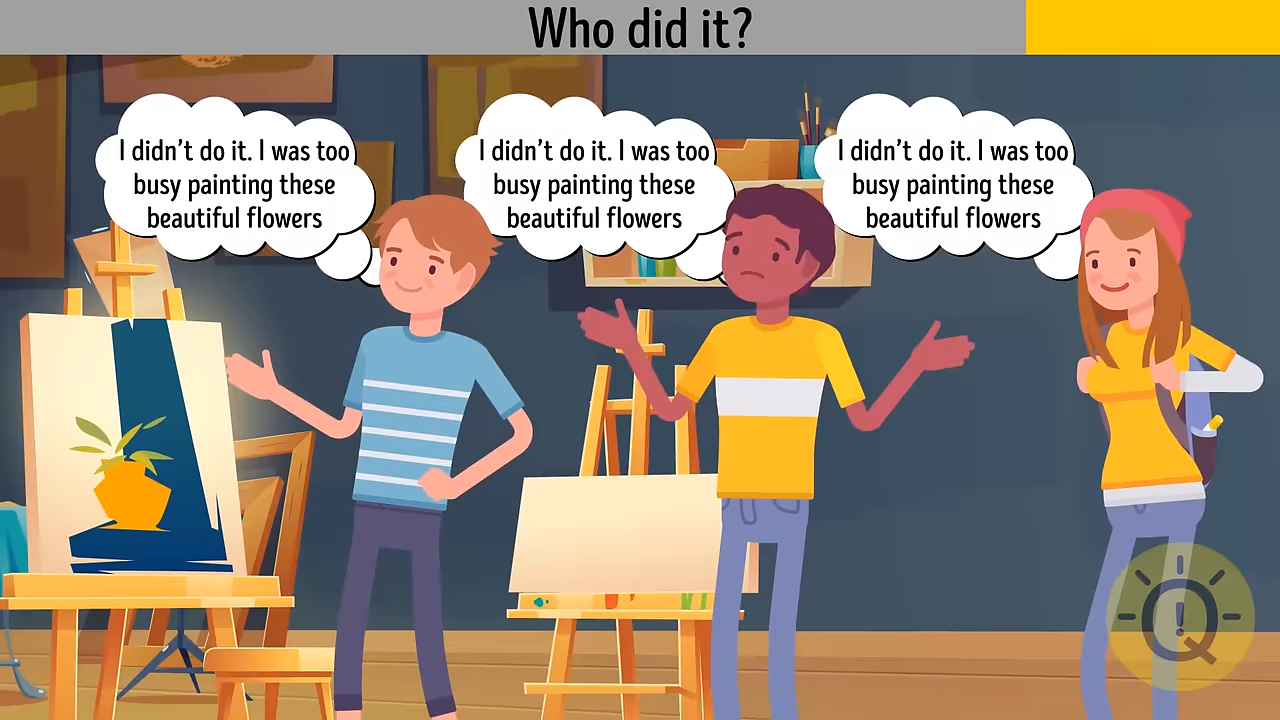 Who did it?
I didn't do it. I was too
busy painting these
beautiful flowers
I didn't do it. I was too
busy painting these
beautiful flowers
I didn't do it. I was too
busy painting these
beautiful flowers